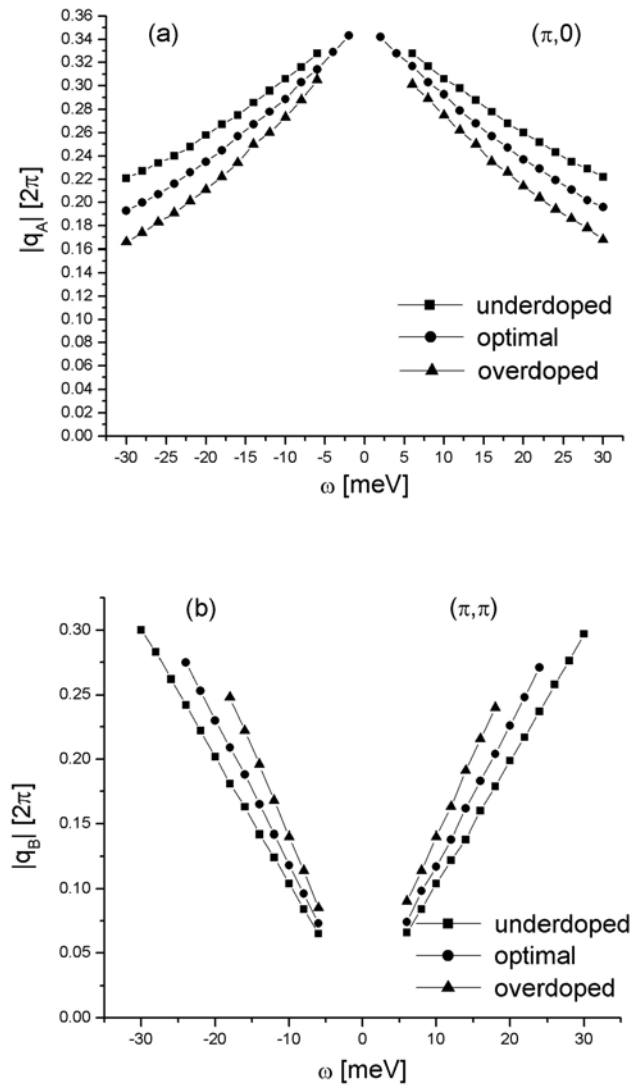 (a)
(π,0)
0.36
0.34
0.32
0.30
0.28
0.26
0.24
0.22
0.20
0.18
0.16
0.14
0.12
0.10
0.08
0.06
0.04
0.02
0.00
|q_A| [2π]
underdoped
optimal
overdoped
-30 -25 -20 -15 -10 -5 0 5 10 15 20 25 30
ω [meV]
(b)
(π,π)
0.30
0.25
0.20
0.15
0.10
0.05
0.00
|q_B| [2π]
underdoped
optimal
overdoped
-30 -20 -10 0 10 20 30
ω [meV]